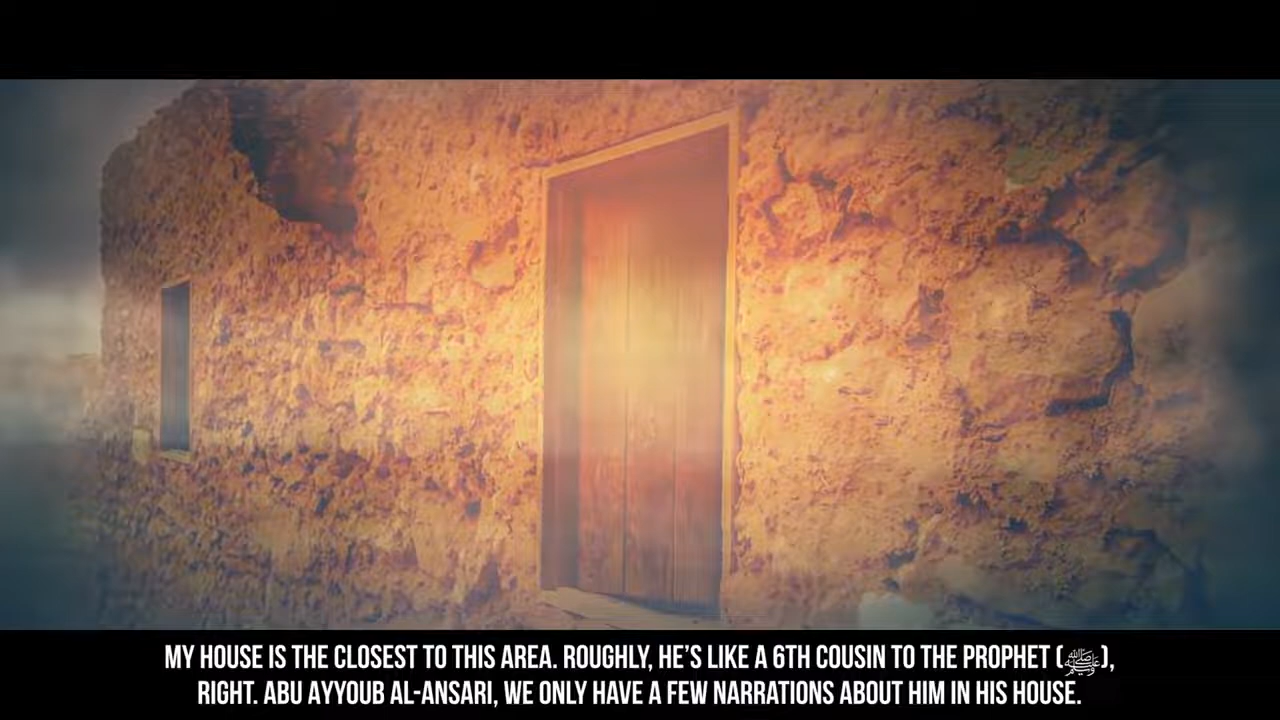 MY HOUSE IS THE CLOSEST TO THIS AREA. ROUGHLY, HE'S LIKE A 6TH COUSIN TO THE PROPHET (ﷺ),
RIGHT. ABU AYYOUB AL-ANSARI, WE ONLY HAVE A FEW NARRATIONS ABOUT HIM IN HIS HOUSE.